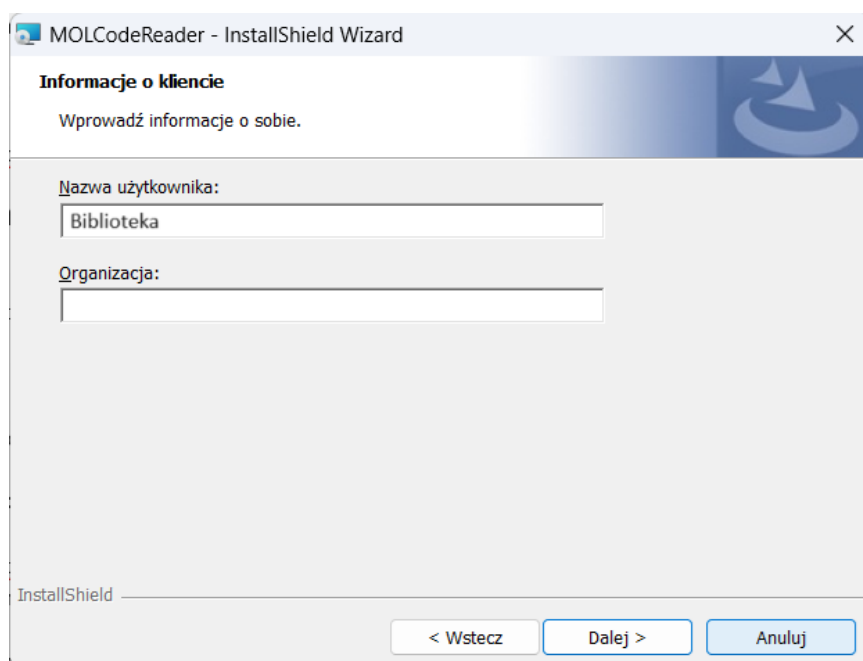 MOLCodeReader - InstallShield Wizard
Informacje o kliencie
Wprowadź informacje o sobie.
Nazwa użytkownika:
Biblioteka
Organizacja:
InstallShield
< Wstecz
Dalej >
Anuluj